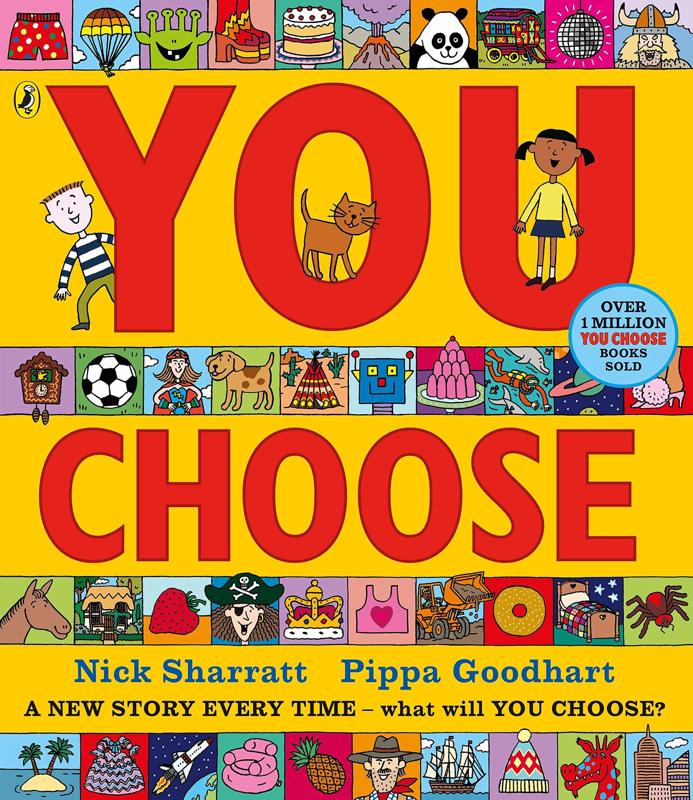 YOU
OVER
1 MILLION
YOU CHOOSE
BOOKS
SOLD
CHOOSE
Nick Sharratt Pippa Goodhart
A NEW STORY EVERY TIME – what will YOU CHOOSE?